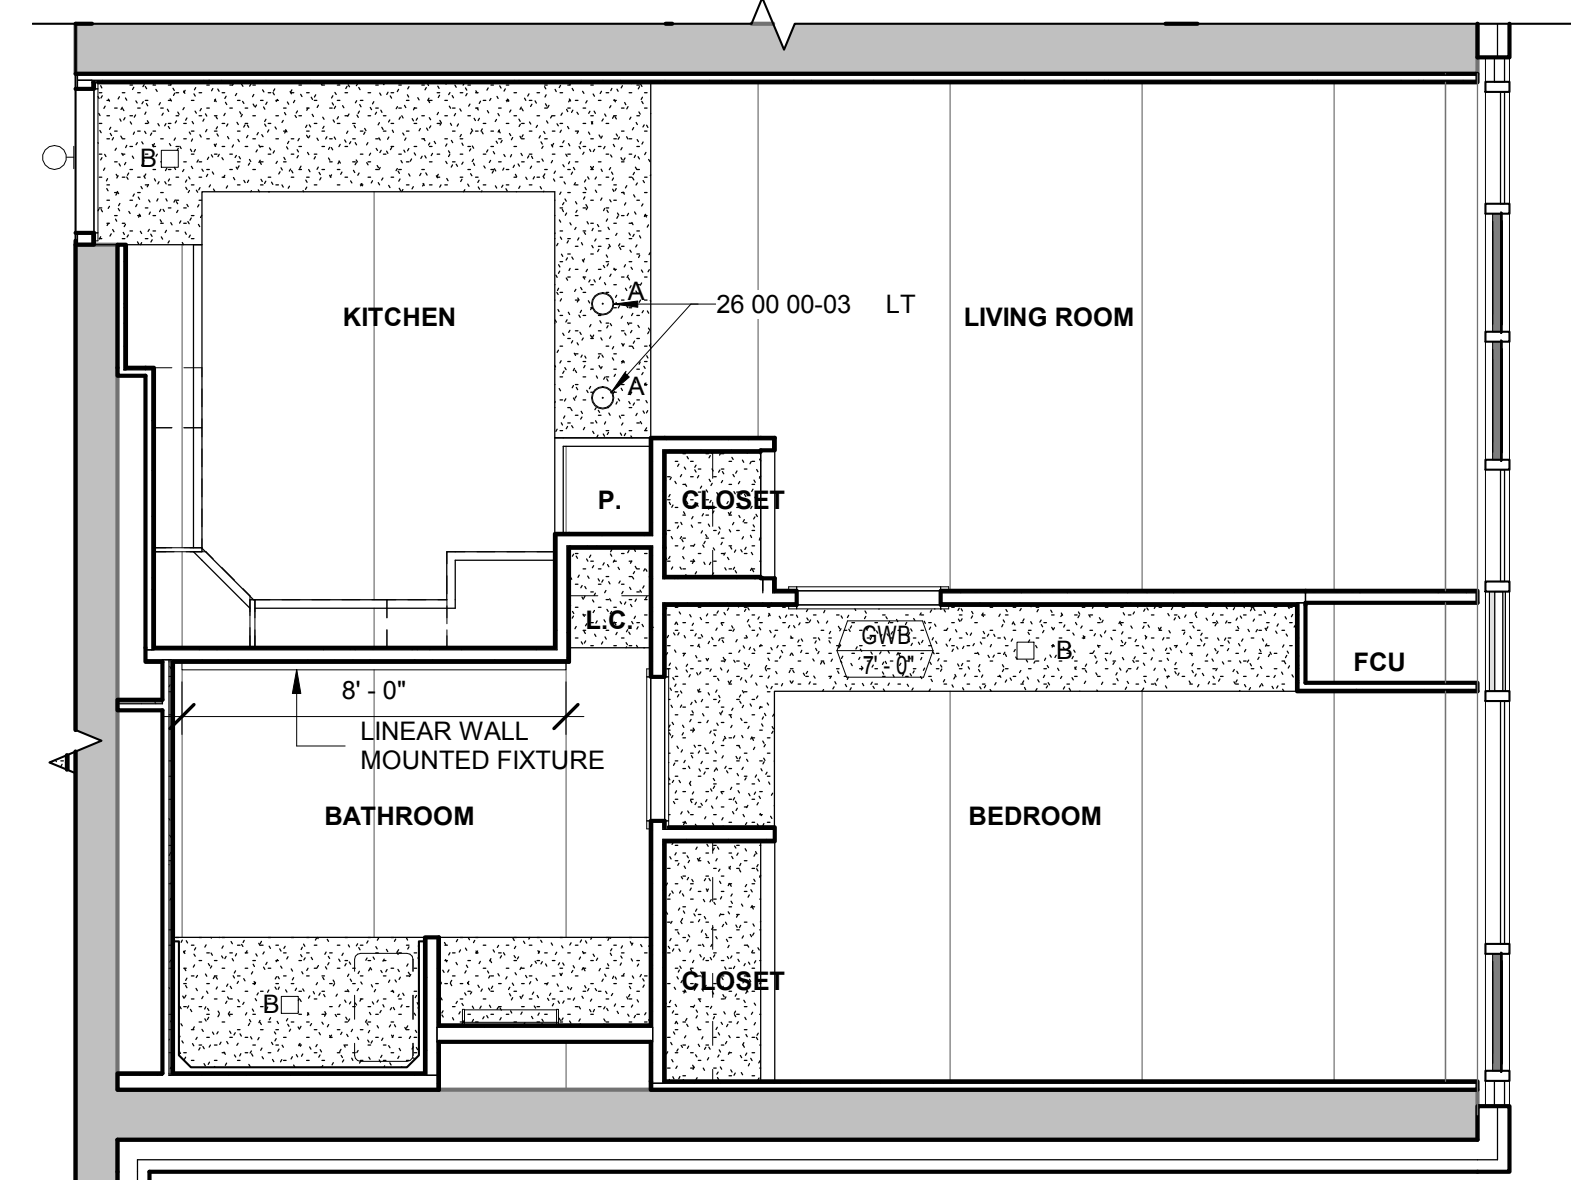 B
A
26 00 00-03 LT
KITCHEN
LIVING ROOM
A
P.
CLOSET
L.C.
GWB
7' - 0"
B
FCU
8' - 0"
LINEAR WALL
MOUNTED FIXTURE
BATHROOM
BEDROOM
CLOSET
B